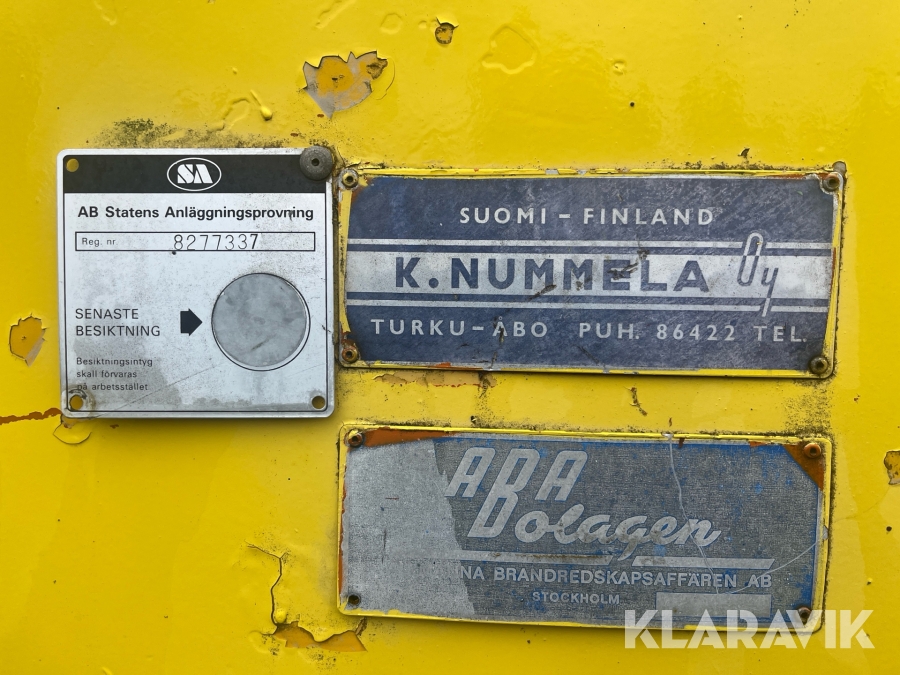 SA
AB Statens Anläggningsprovning
Reg. nr 8277337
SENASTE
BESIKTNING
Besiktningsintyg
skall förvaras
på arbetsstället
SUOMI - FINLAND
K. NUMMELA Oy
TURKU - ÅBO PUH. 86422 TEL.
ABA
Bolagen
NA BRANDREDSKAPSAFFÄREN AB
STOCKHOLM
KLARAVIK